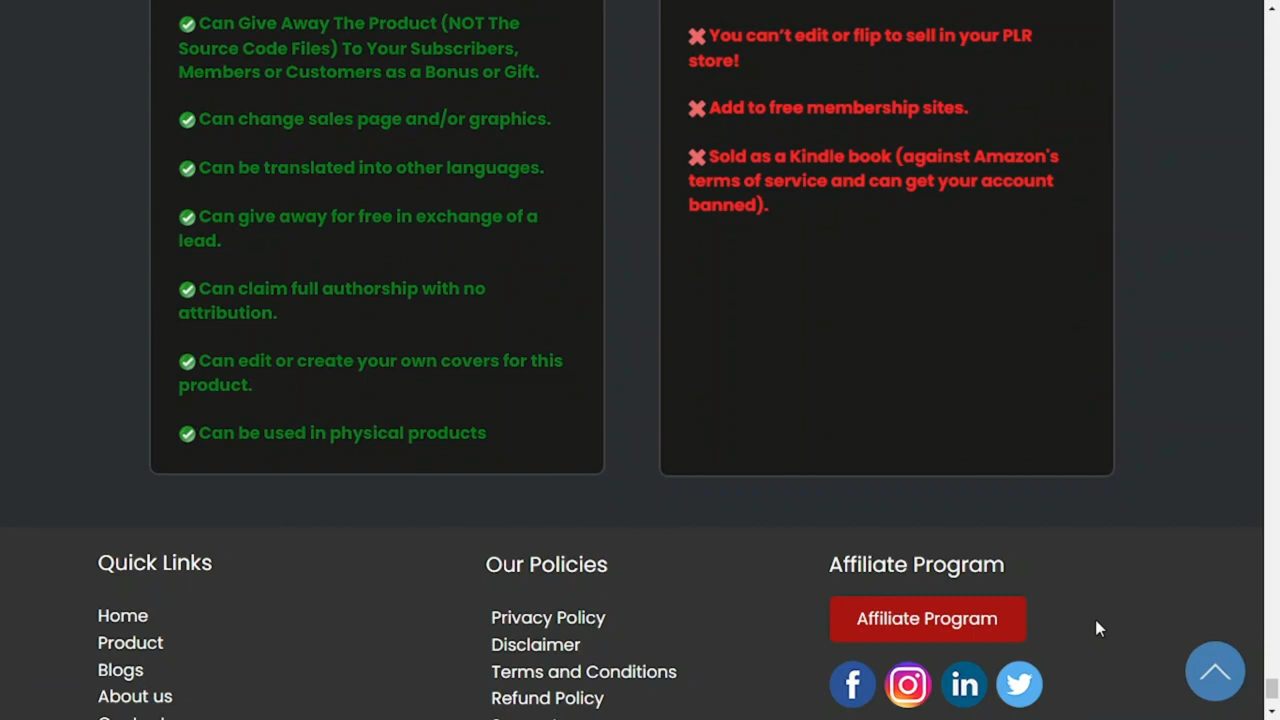 Can Give Away The Product (NOT The
Source Code Files) To Your Subscribers,
Members or Customers as a Bonus or Gift.
Can change sales page and/or graphics.
Can be translated into other languages.
Can give away for free in exchange of a
lead.
Can claim full authorship with no
attribution.
Can edit or create your own covers for this
product.
Can be used in physical products
You can't edit or flip to sell in your PLR
store!
Add to free membership sites.
Sold as a Kindle book (against Amazon's
terms of service and can get your account
banned).
Quick Links
Home
Product
Blogs
About us
Our Policies
Privacy Policy
Disclaimer
Terms and Conditions
Refund Policy
Affiliate Program
Affiliate Program